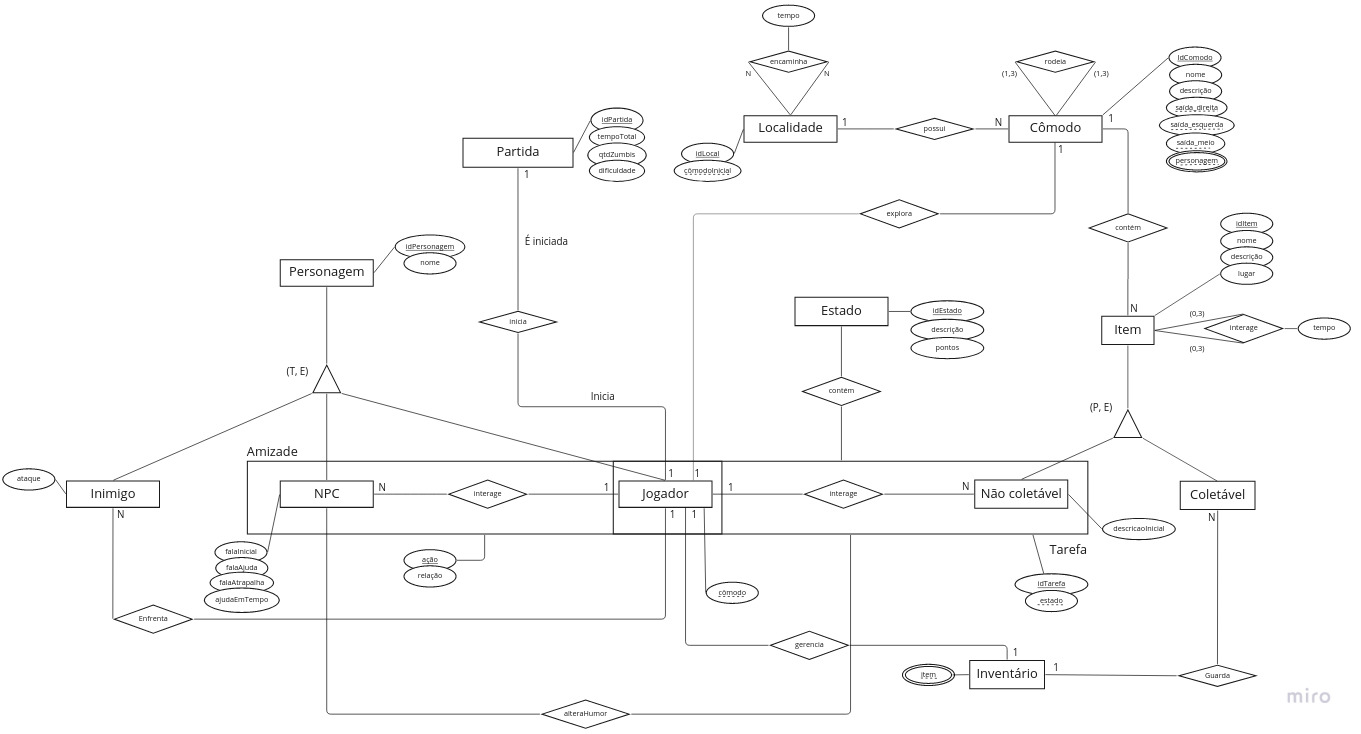 tempo
encaminha
N
N
rodeia
(1,3)
(1,3)
idComodo
nome
descrição
saída_direita
saída_esquerda
saída_meio
personagem
Localidade
1
possui
N
Cômodo
1
1
idLocal
cômodoInicial
Partida
1
idPartida
tempoTotal
qtdZumbis
dificuldade
explora
contém
É iniciada
idItem
nome
descrição
lugar
Personagem
idPersonagem
nome
inicia
Estado
idEstado
descrição
pontos
N
Item
(0,3)
interage
(0,3)
tempo
(T, E)
contém
Inicia
(P, E)
Amizade
ataque
Inimigo
N
NPC
N
interage
1
1
1
Jogador
1
1
1
interage
N
Não coletável
Coletável
N
descricaoInicial
falaInicial
falaAjuda
falaAtrapalha
ajudaEmTempo
ação
relação
Tarefa
idTarefa
estado
cômodo
Enfrenta
gerencia
1
item
Inventário
1
Guarda
alteraHumor
miro